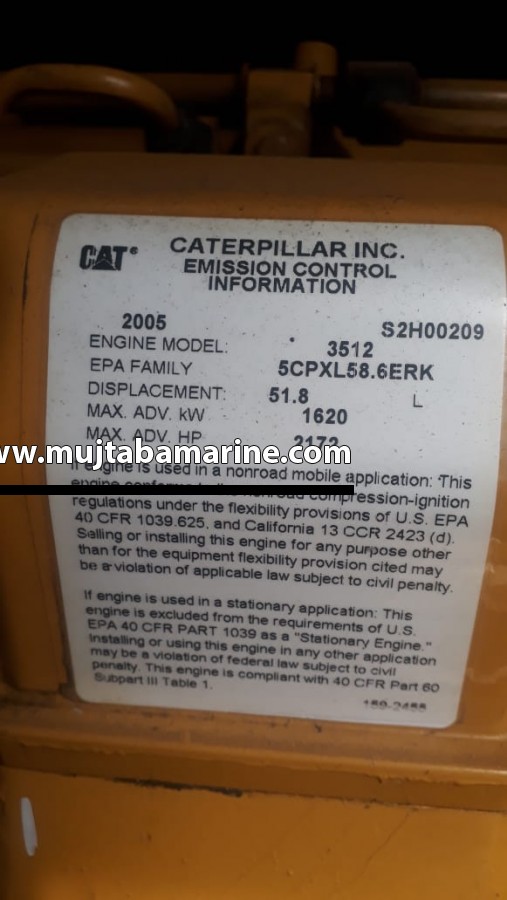 CAT®
CATERPILLAR INC.
EMISSION CONTROL
INFORMATION
2005 S2H00209
ENGINE MODEL: 3512
EPA FAMILY 5CPXL58.6ERK
DISPLACEMENT: 51.8 L
MAX. ADV. kW 1620
MAX. ADV. HP 2172
www.mujtabamarine.com
If engine is used in a nonroad mobile application: This
engine conforms to nonroad compression-ignition
regulations under the flexibility provisions of U.S. EPA
40 CFR 1039.625, and California 13 CCR 2423 (d).
Selling or installing this engine for any purpose other
than for the equipment flexibility provision cited may
be a violation of applicable law subject to civil penalty.
If engine is used in a stationary application: This
engine is excluded from the requirements of U.S.
EPA 40 CFR PART 1039 as a "Stationary Engine."
Installing or using this engine in any other application
may be a violation of federal law subject to civil
penalty. This engine is compliant with 40 CFR Part 60
Subpart III Table 1.